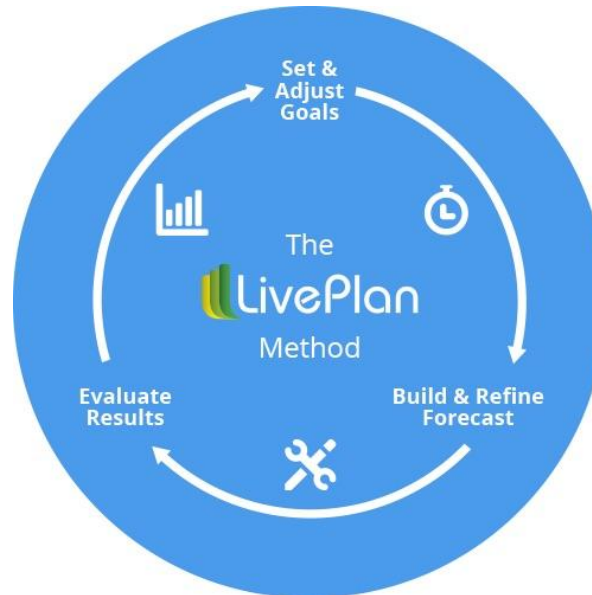 Set &
Adjust
Goals
The
LivePlan
Method
Evaluate
Results
Build & Refine
Forecast